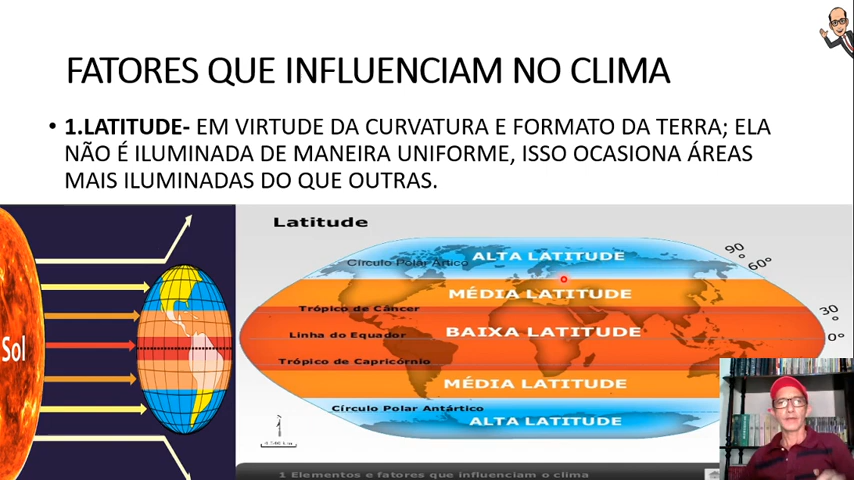 FATORES QUE INFLUENCIAM NO CLIMA
• 1.LATITUDE- EM VIRTUDE DA CURVATURA E FORMATO DA TERRA; ELA
NÃO É ILUMINADA DE MANEIRA UNIFORME, ISSO OCASIONA ÁREAS
MAIS ILUMINADAS DO QUE OUTRAS.
Sol
Latitude
90°
60°
30°
0°
ALTA LATITUDE
Círculo Polar Ártico
MÉDIA LATITUDE
Trópico de Câncer
BAIXA LATITUDE
Linha do Equador
Trópico de Capricórnio
MÉDIA LATITUDE
Círculo Polar Antártico
ALTA LATITUDE
1 Elementos e fatores que influenciam o clima